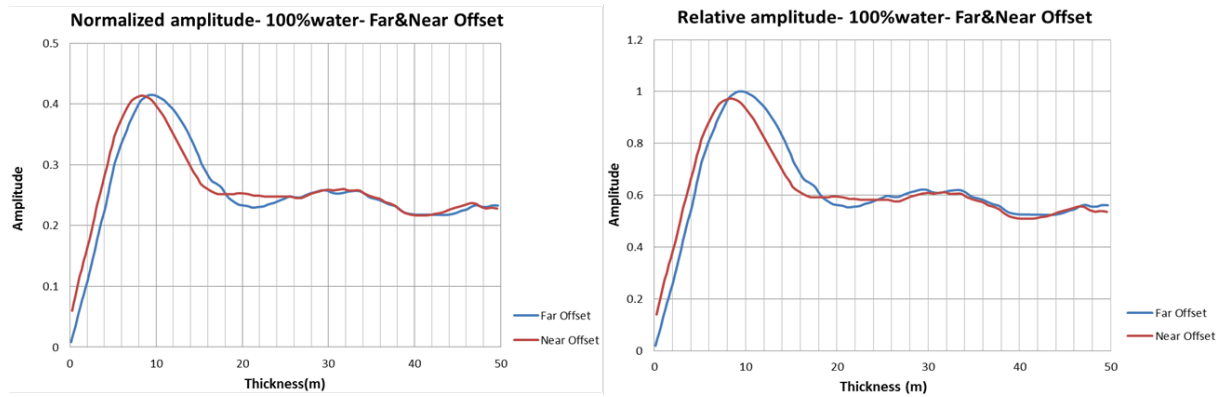 Normalized amplitude- 100%water- Far&Near Offset
0.5
0.4
0.3
0.2
0.1
0
Amplitude
0 10 20 30 40 50
Thickness(m)
Far Offset
Near Offset
Relative amplitude- 100%water- Far&Near Offset
1.2
1
0.8
0.6
0.4
0.2
0
Amplitude
0 10 20 30 40 50
Thickness (m)
Far Offset
Near Offset